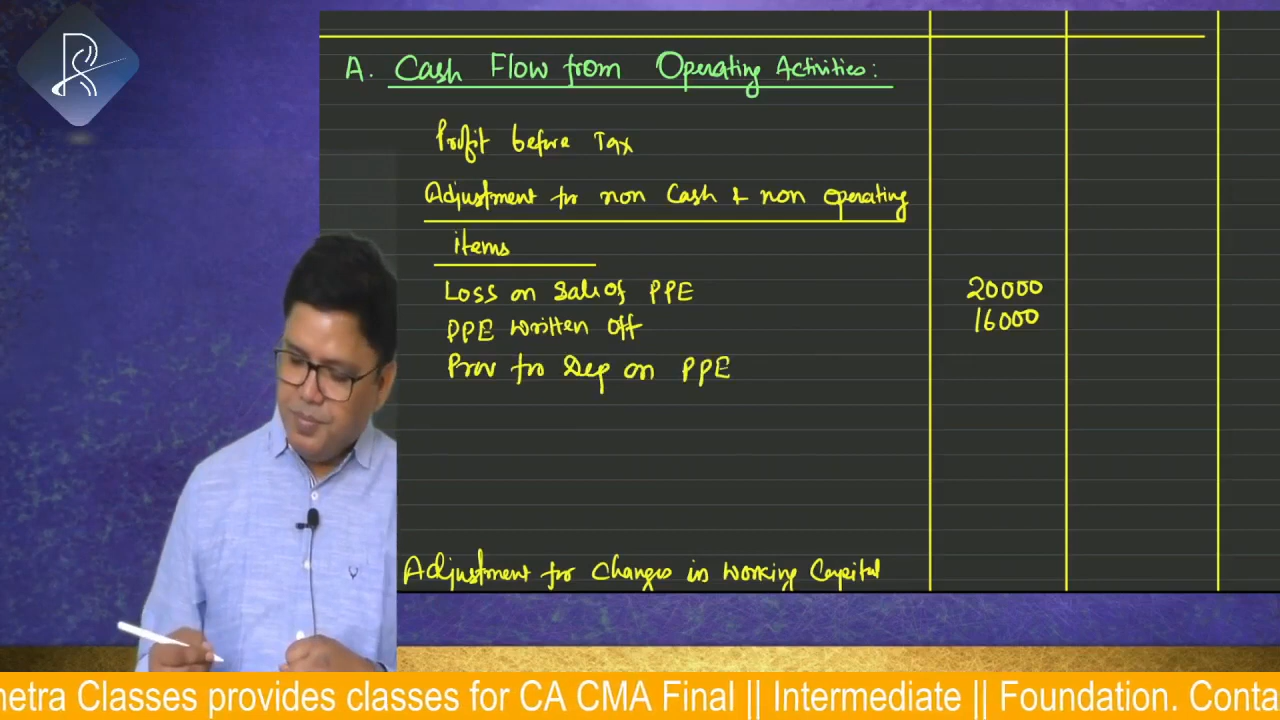 A. Cash Flow from Operating Activities:
Profit before Tax
Adjustment for non Cash & non operating
items
Loss on Sale of PPE 20000
PPE written off 16000
Prov for Dep on PPE
Adjustment for Changes in Working Capital
netra Classes provides classes for CA CMA Final || Intermediate || Foundation. Conta